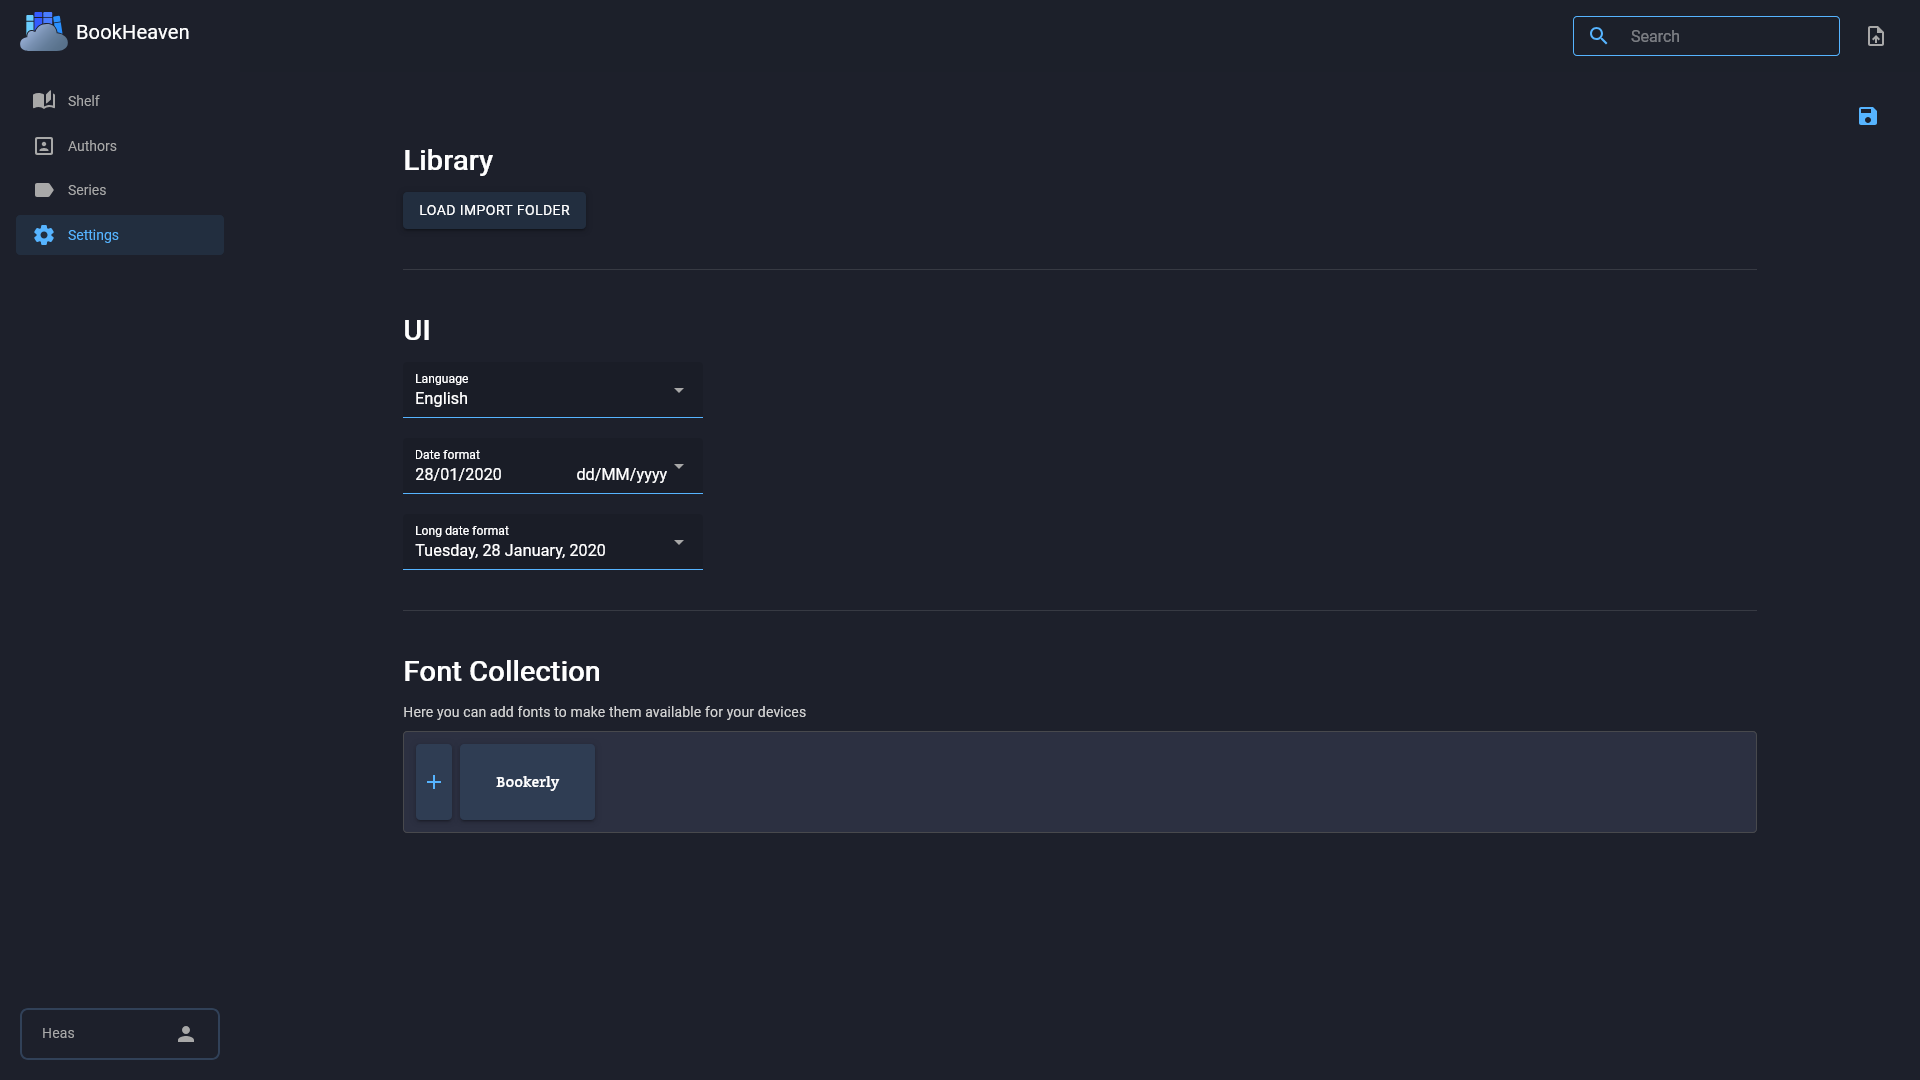 BookHeaven
Search
Shelf
Authors
Series
Settings
Library
LOAD IMPORT FOLDER
UI
Language
English
Date format
28/01/2020 dd/MM/yyyy
Long date format
Tuesday, 28 January, 2020
Font Collection
Here you can add fonts to make them available for your devices
+ Bookerly
Heas